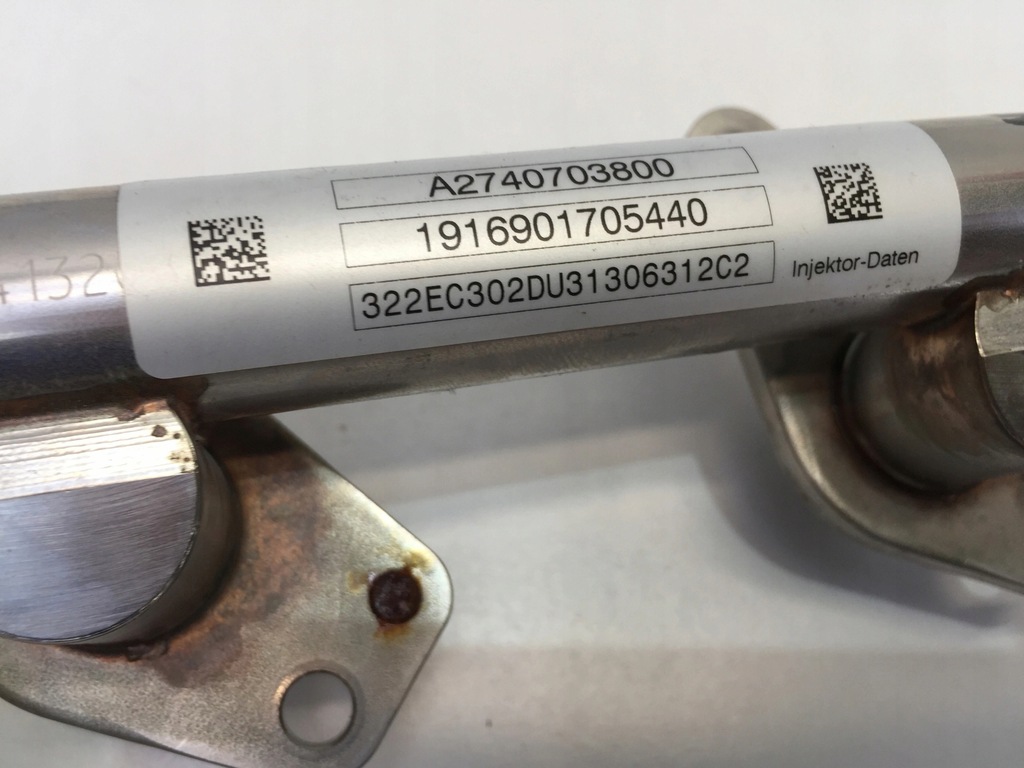 A2740703800
1916901705440
322EC302DU31306312C2
Injektor-Daten